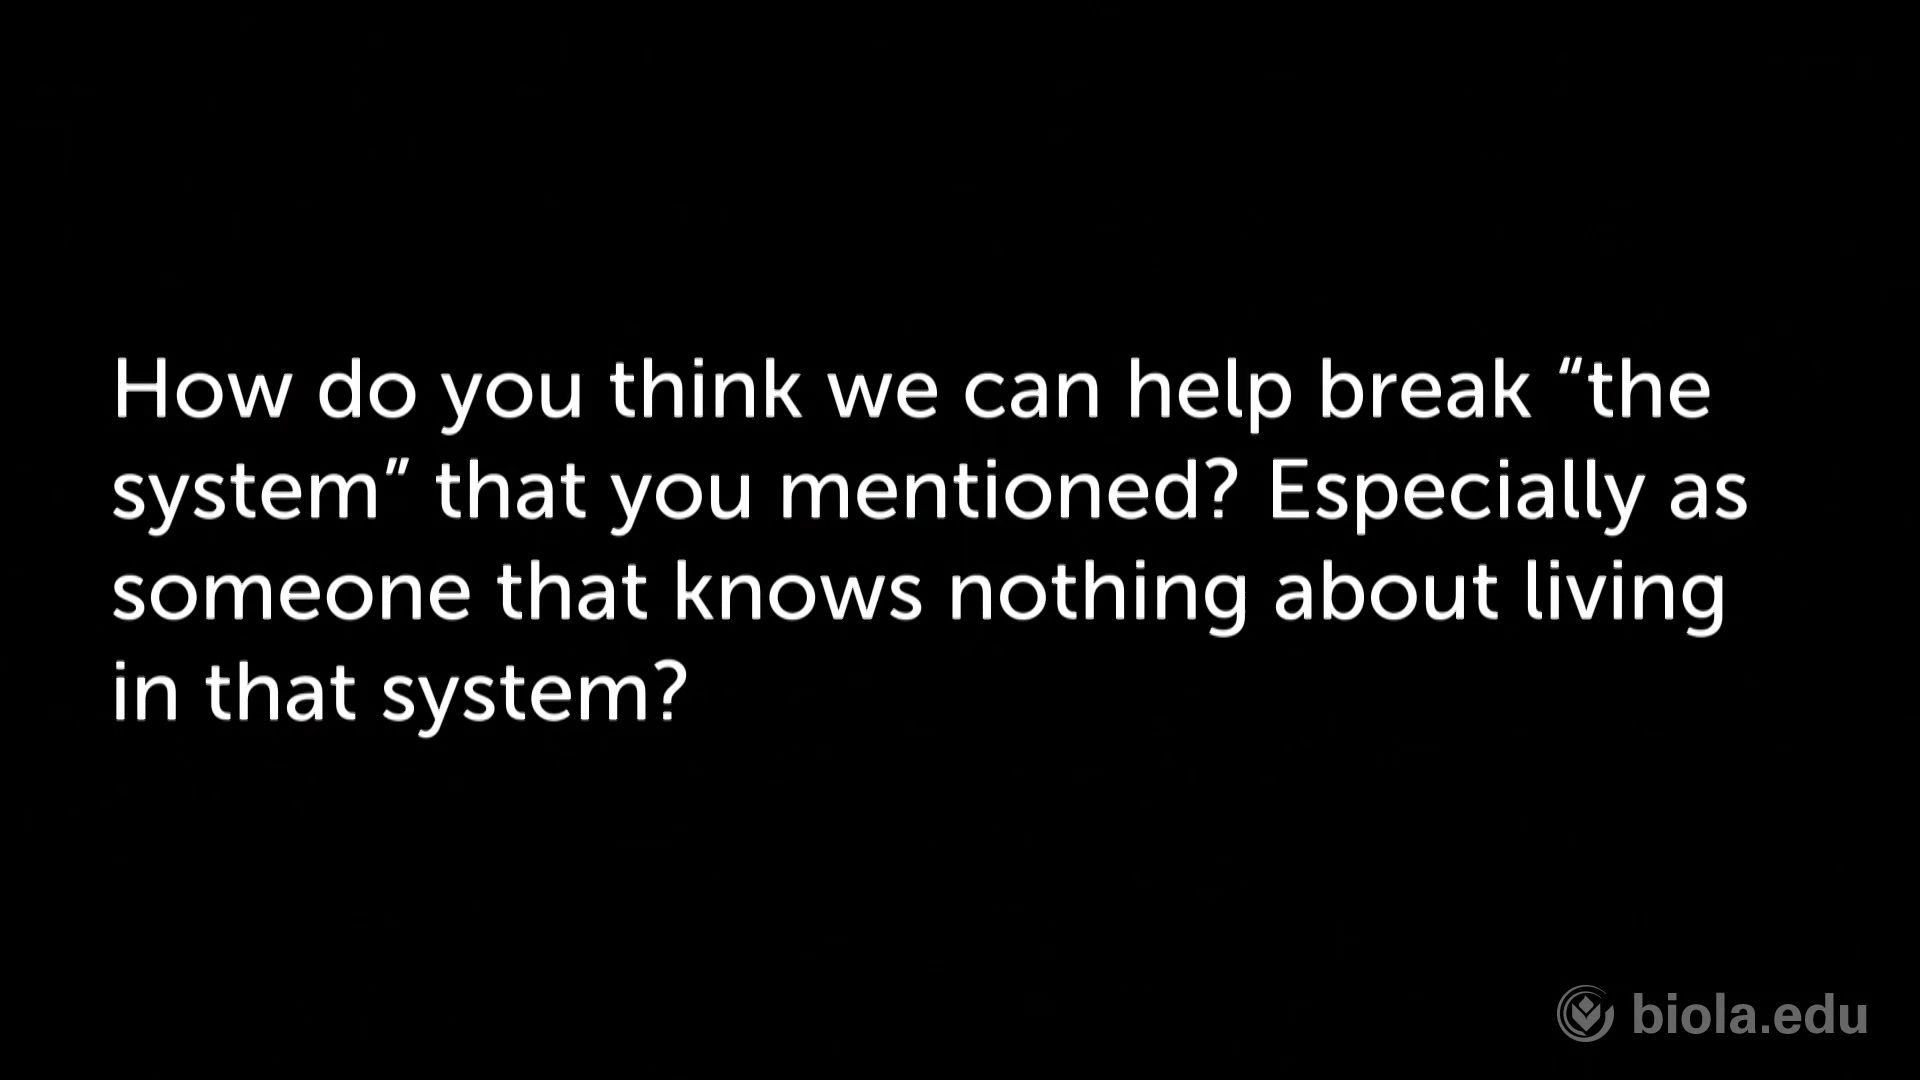 How do you think we can help break “the
system” that you mentioned? Especially as
someone that knows nothing about living
in that system?
biola.edu